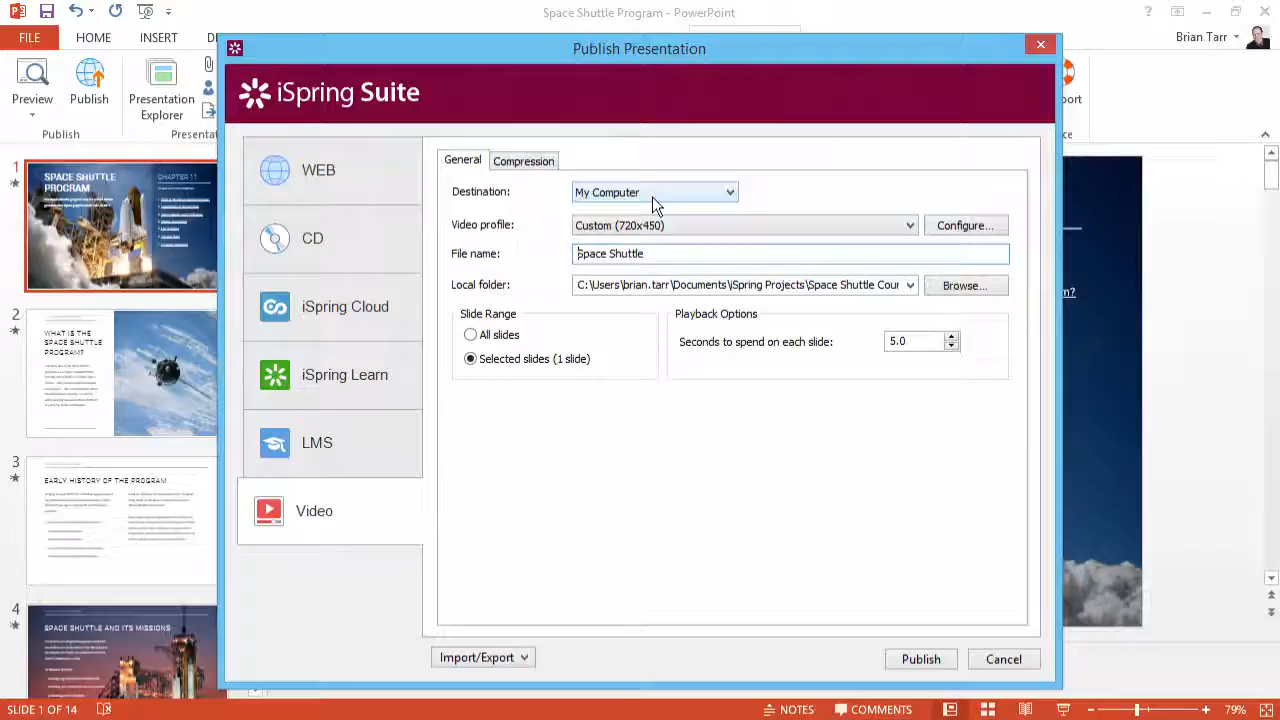 Space Shuttle Program - PowerPoint
FILE
HOME
INSERT
Brian Tarr
Preview
Publish
Presentation
Explorer
Publish
Publish Presentation
iSpring Suite
WEB
CD
iSpring Cloud
iSpring Learn
LMS
Video
General
Compression
Destination:
My Computer
Video profile:
Custom (720x450)
Configure...
File name:
Space Shuttle
Local folder:
C:\Users\brian.tarr\Documents\iSpring Projects\Space Shuttle Cour
Browse...
Slide Range
All slides
Selected slides (1 slide)
Playback Options
Seconds to spend on each slide:
5.0
Import/Export
Publish
Cancel
1
SPACE SHUTTLE
PROGRAM
CHAPTER 11
2
WHAT IS THE
SPACE SHUTTLE
PROGRAM?
3
EARLY HISTORY OF THE PROGRAM
4
SPACE SHUTTLE AND ITS MISSIONS
SLIDE 1 OF 14
NOTES
COMMENTS
79%